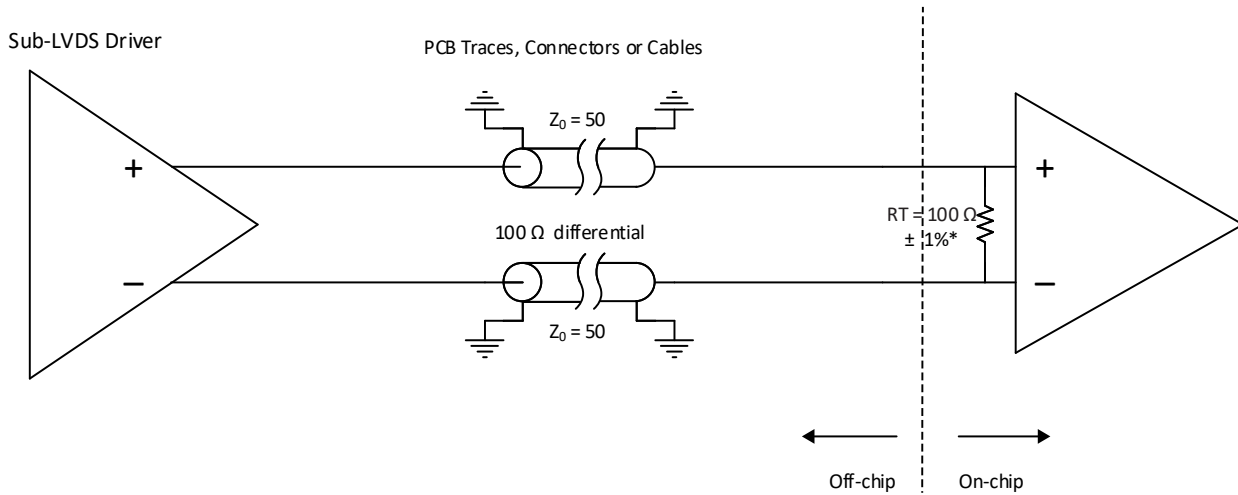 Sub-LVDS Driver
PCB Traces, Connectors or Cables
Z₀ = 50
+
+
RT = 100 Ω
± 1%*
100 Ω differential
−
−
Z₀ = 50
Off-chip
On-chip